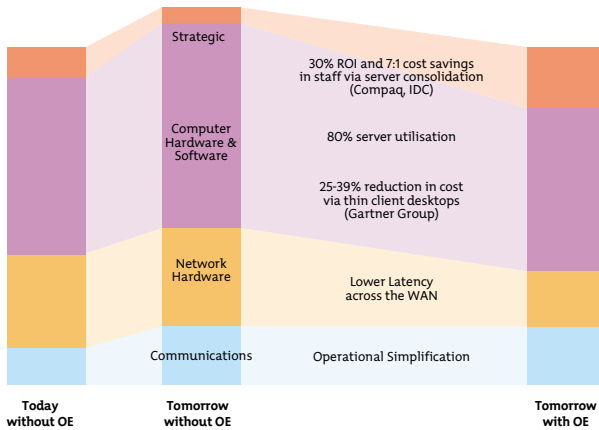 Strategic
30% ROI and 7:1 cost savings
in staff via server consolidation
(Compaq, IDC)
Computer
Hardware &
Software
80% server utilisation
25-39% reduction in cost
via thin client desktops
(Gartner Group)
Network
Hardware
Lower Latency
across the WAN
Communications
Operational Simplification
Today
without OE
Tomorrow
without OE
Tomorrow
with OE